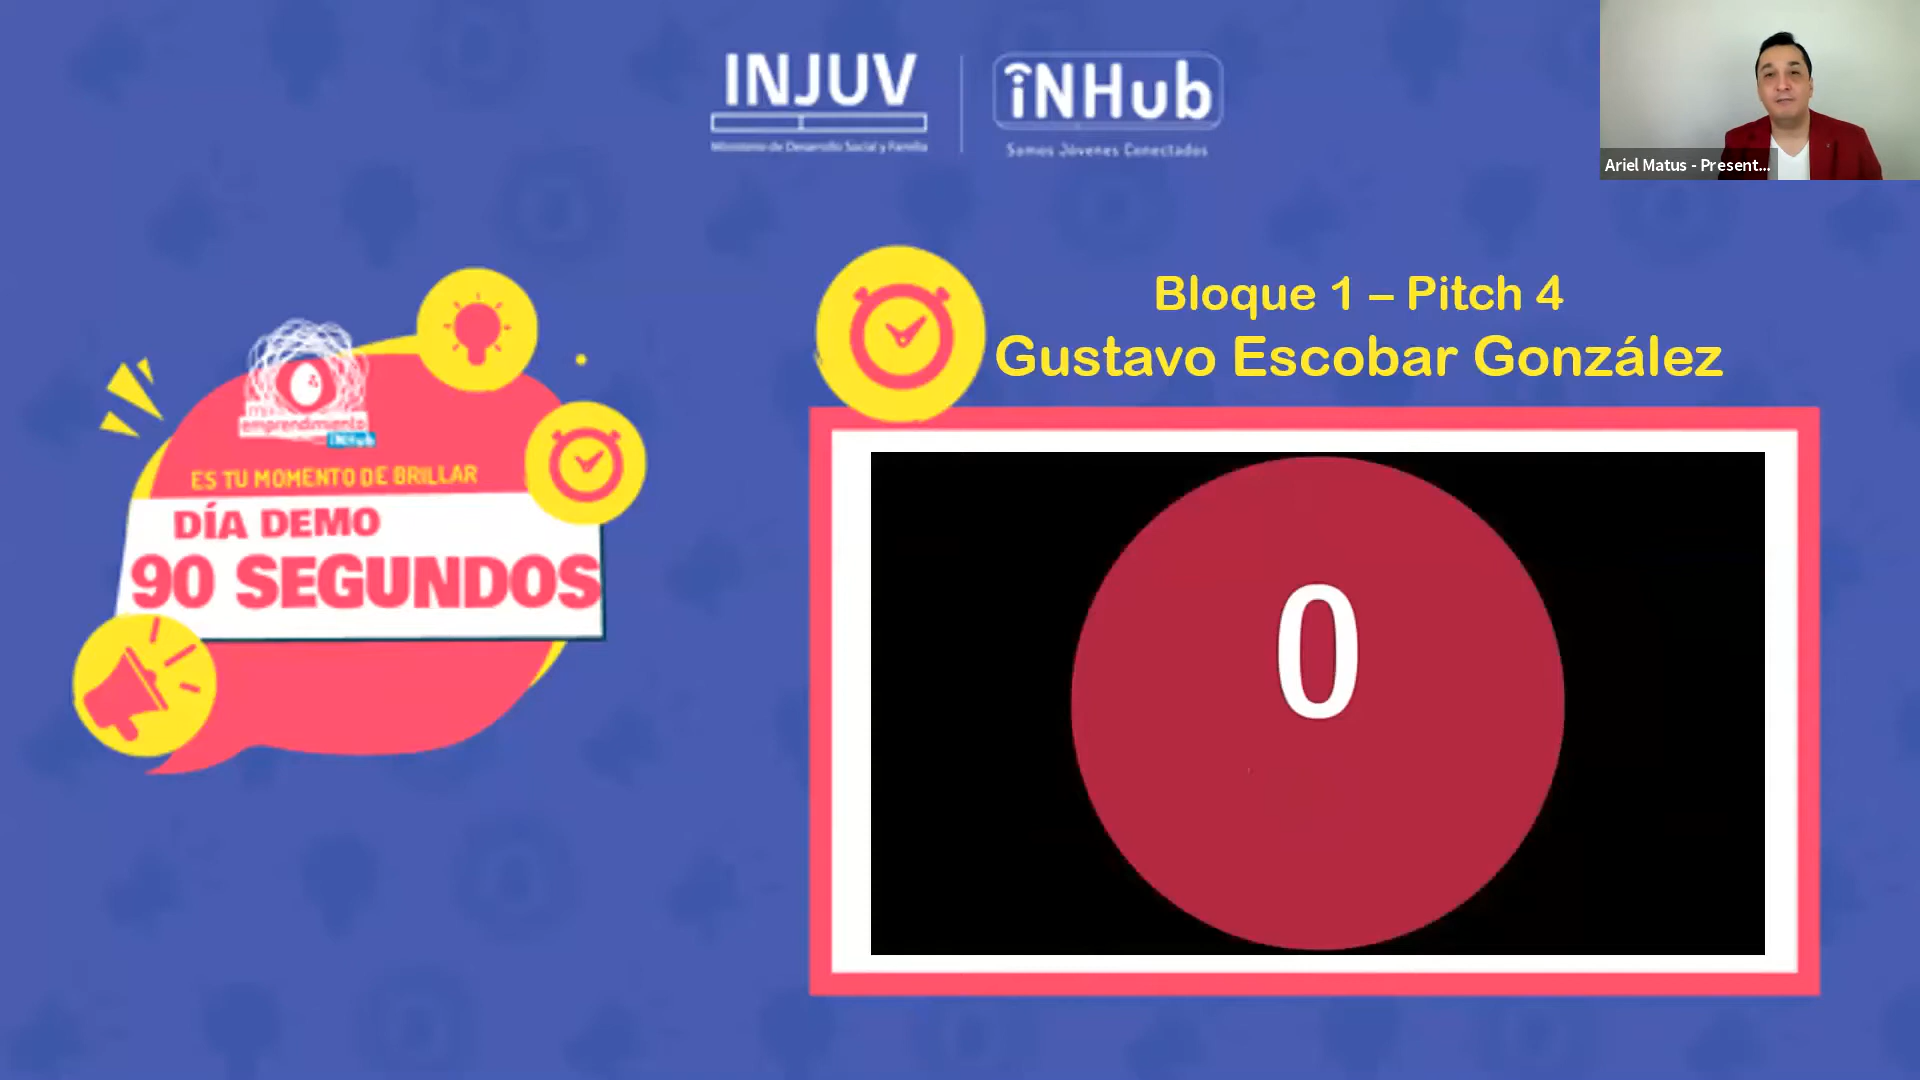 INJUV
Ministerio de Desarrollo Social y Familia
iNHub
Somos Jóvenes Conectados
Ariel Matus - Present...
Bloque 1 – Pitch 4
Gustavo Escobar González
mi
emprendimiento
iNHub
ES TU MOMENTO DE BRILLAR
DÍA DEMO
90 SEGUNDOS
0